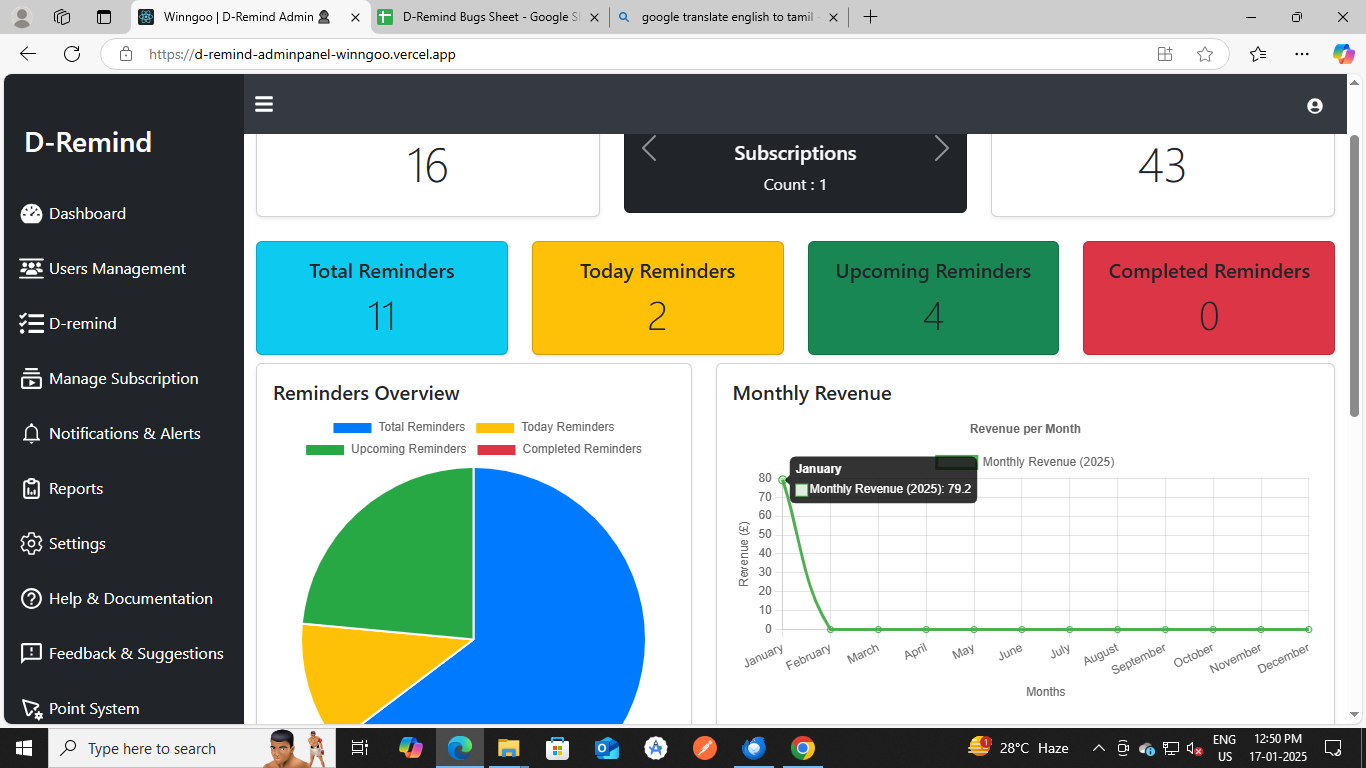 Winngoo | D-Remind Admin
D-Remind Bugs Sheet - Google S
google translate english to tamil
https://d-remind-adminpanel-winngoo.vercel.app
D-Remind
Dashboard
Users Management
D-remind
Manage Subscription
Notifications & Alerts
Reports
Settings
Help & Documentation
Feedback & Suggestions
Point System
16
Subscriptions
Count : 1
43
Total Reminders
11
Today Reminders
2
Upcoming Reminders
4
Completed Reminders
0
Reminders Overview
Total Reminders
Today Reminders
Upcoming Reminders
Completed Reminders
Monthly Revenue
Revenue per Month
Monthly Revenue (2025)
January
Monthly Revenue (2025): 79.2
Revenue (£)
80
70
60
50
40
30
20
10
0
January
February
March
April
May
June
July
August
September
October
November
December
Months
Type here to search
1
28°C Haze
ENG
US
12:50 PM
17-01-2025